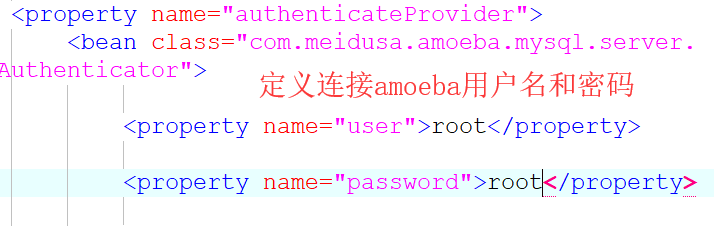 <property name="authenticateProvider">
<bean class="com.meidusa.amoeba.mysql.server.
Authenticator">
定义连接amoeba用户名和密码
<property name="user">root</property>
<property name="password">root</property>